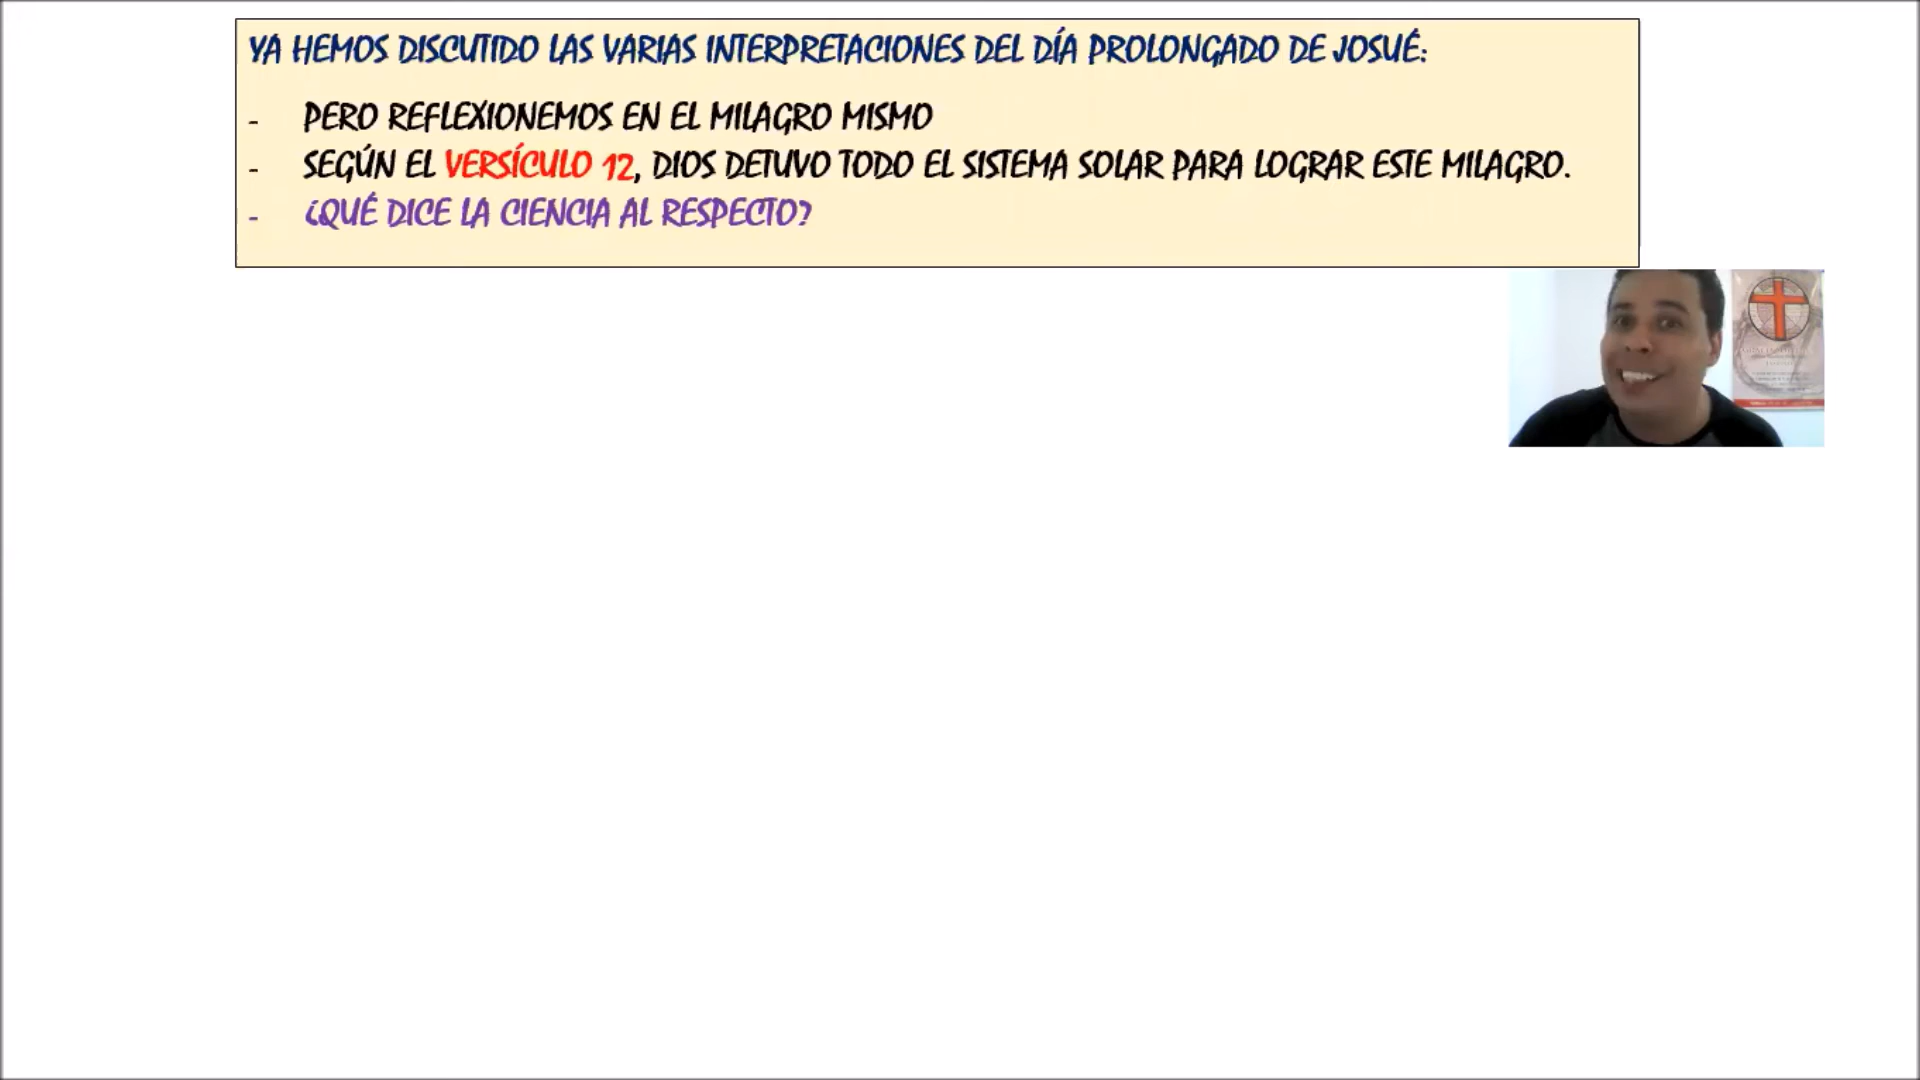 YA HEMOS DISCUTIDO LAS VARIAS INTERPRETACIONES DEL DÍA PROLONGADO DE JOSUÉ:
- PERO REFLEXIONEMOS EN EL MILAGRO MISMO
- SEGÚN EL VERSÍCULO 12, DIOS DETUVO TODO EL SISTEMA SOLAR PARA LOGRAR ESTE MILAGRO.
- ¿QUÉ DICE LA CIENCIA AL RESPECTO?